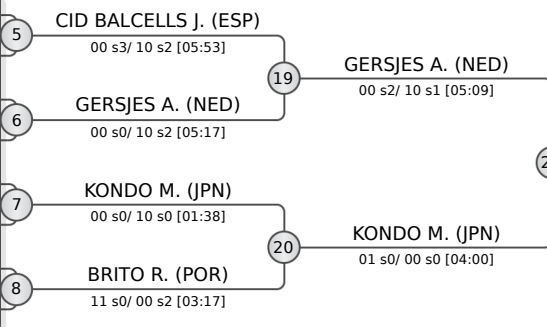 CID BALCELLS J. (ESP)
5
00 s3/ 10 s2 [05:53]
GERSJES A. (NED)
19
00 s2/ 10 s1 [05:09]
GERSJES A. (NED)
6
00 s0/ 10 s2 [05:17]
KONDO M. (JPN)
7
00 s0/ 10 s0 [01:38]
KONDO M. (JPN)
20
01 s0/ 00 s0 [04:00]
BRITO R. (POR)
8
11 s0/ 00 s2 [03:17]